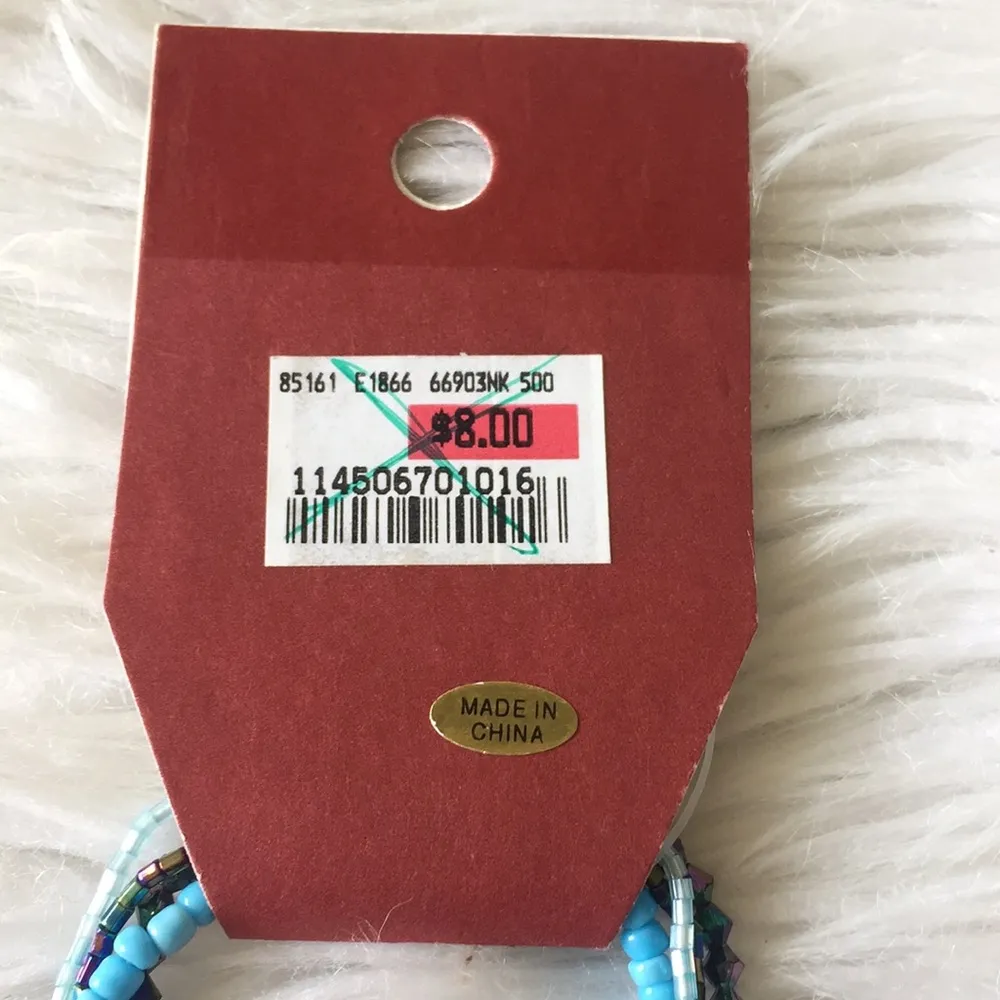 85161 E1866 66903NK 500
$8.00
114506701016
MADE IN
CHINA